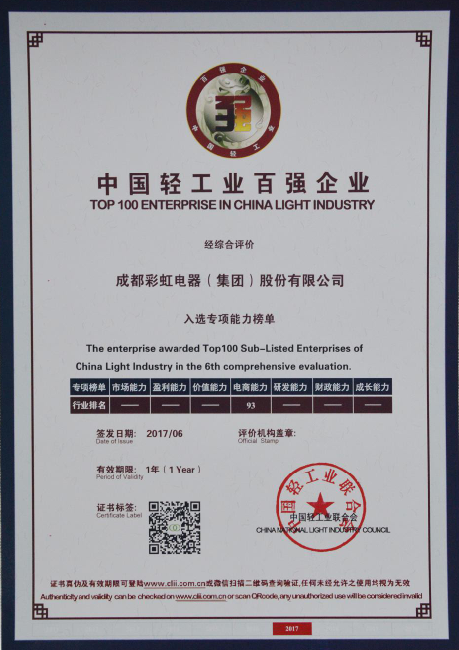 百强企业
强
中国轻工业
中国轻工业百强企业
TOP 100 ENTERPRISE IN CHINA LIGHT INDUSTRY
经综合评价
成都彩虹电器（集团）股份有限公司
入选专项能力榜单
The enterprise awarded Top100 Sub-Listed Enterprises of
China Light Industry in the 6th comprehensive evaluation.
专项榜单 市场能力 盈利能力 价值能力 电商能力 研发能力 财政能力 成长能力
行业排名 — — — 93 — — —
签发日期: 2017/06 评价机构盖章:
Date of Issue Official Stamp
有效期限: 1年（1 Year）
Period of Validity
中国轻工业联合会
证书标签:
Certificate Label
中国轻工业联合会
CHINA NATIONAL LIGHT INDUSTRY COUNCIL
证书真伪及有效期限可登陆www.clii.com.cn或微信扫描二维码查询验证,任何未经允许之使用均视为无效
Authenticity and validity can be checked on www.clii.com.cn or scan QRcode, any unauthorized use will be considered invalid
2017